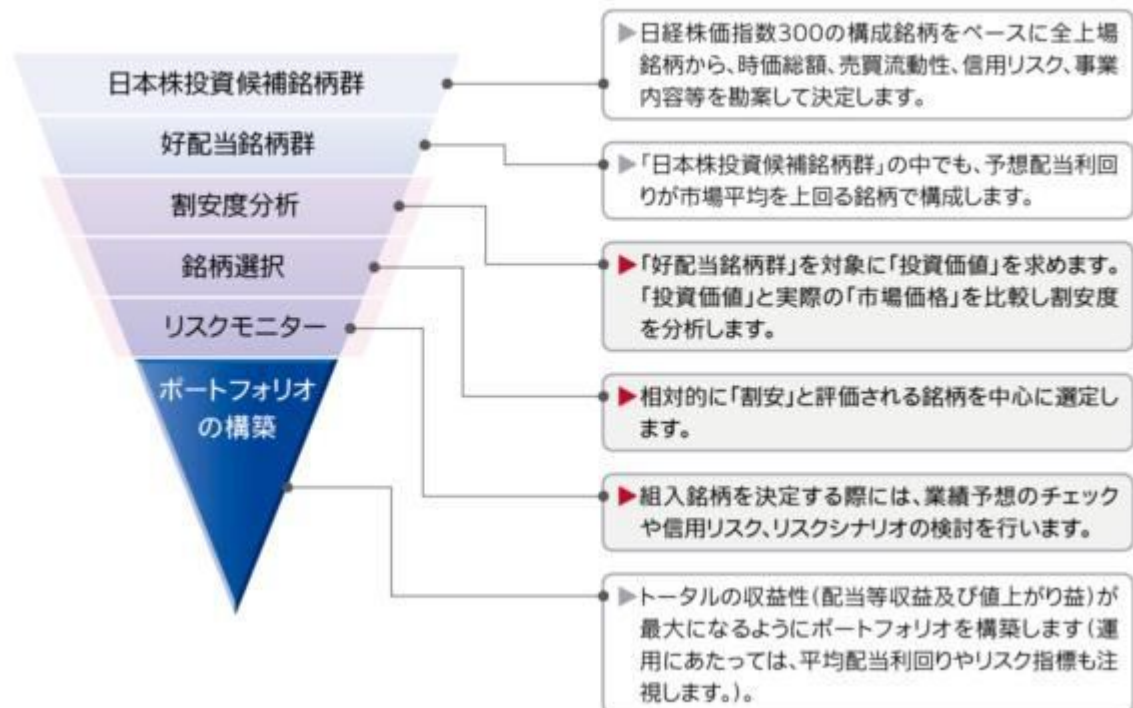 日本株投資候補銘柄群
好配当銘柄群
割安度分析
銘柄選択
リスクモニター
ポートフォリオ
の構築
▶日経株価指数300の構成銘柄をベースに全上場
銘柄から、時価総額、売買流動性、信用リスク、事業
内容等を勘案して決定します。
▶「日本株投資候補銘柄群」の中でも、予想配当利回
りが市場平均を上回る銘柄で構成します。
▶「好配当銘柄群」を対象に「投資価値」を求めます。
「投資価値」と実際の「市場価格」を比較し割安度
を分析します。
▶相対的に「割安」と評価される銘柄を中心に選定し
ます。
▶組入銘柄を決定する際には、業績予想のチェック
や信用リスク、リスクシナリオの検討を行います。
▶トータルの収益性(配当等収益及び値上がり益)が
最大になるようにポートフォリオを構築します(運
用にあたっては、平均配当利回りやリスク指標も注
視します。)。